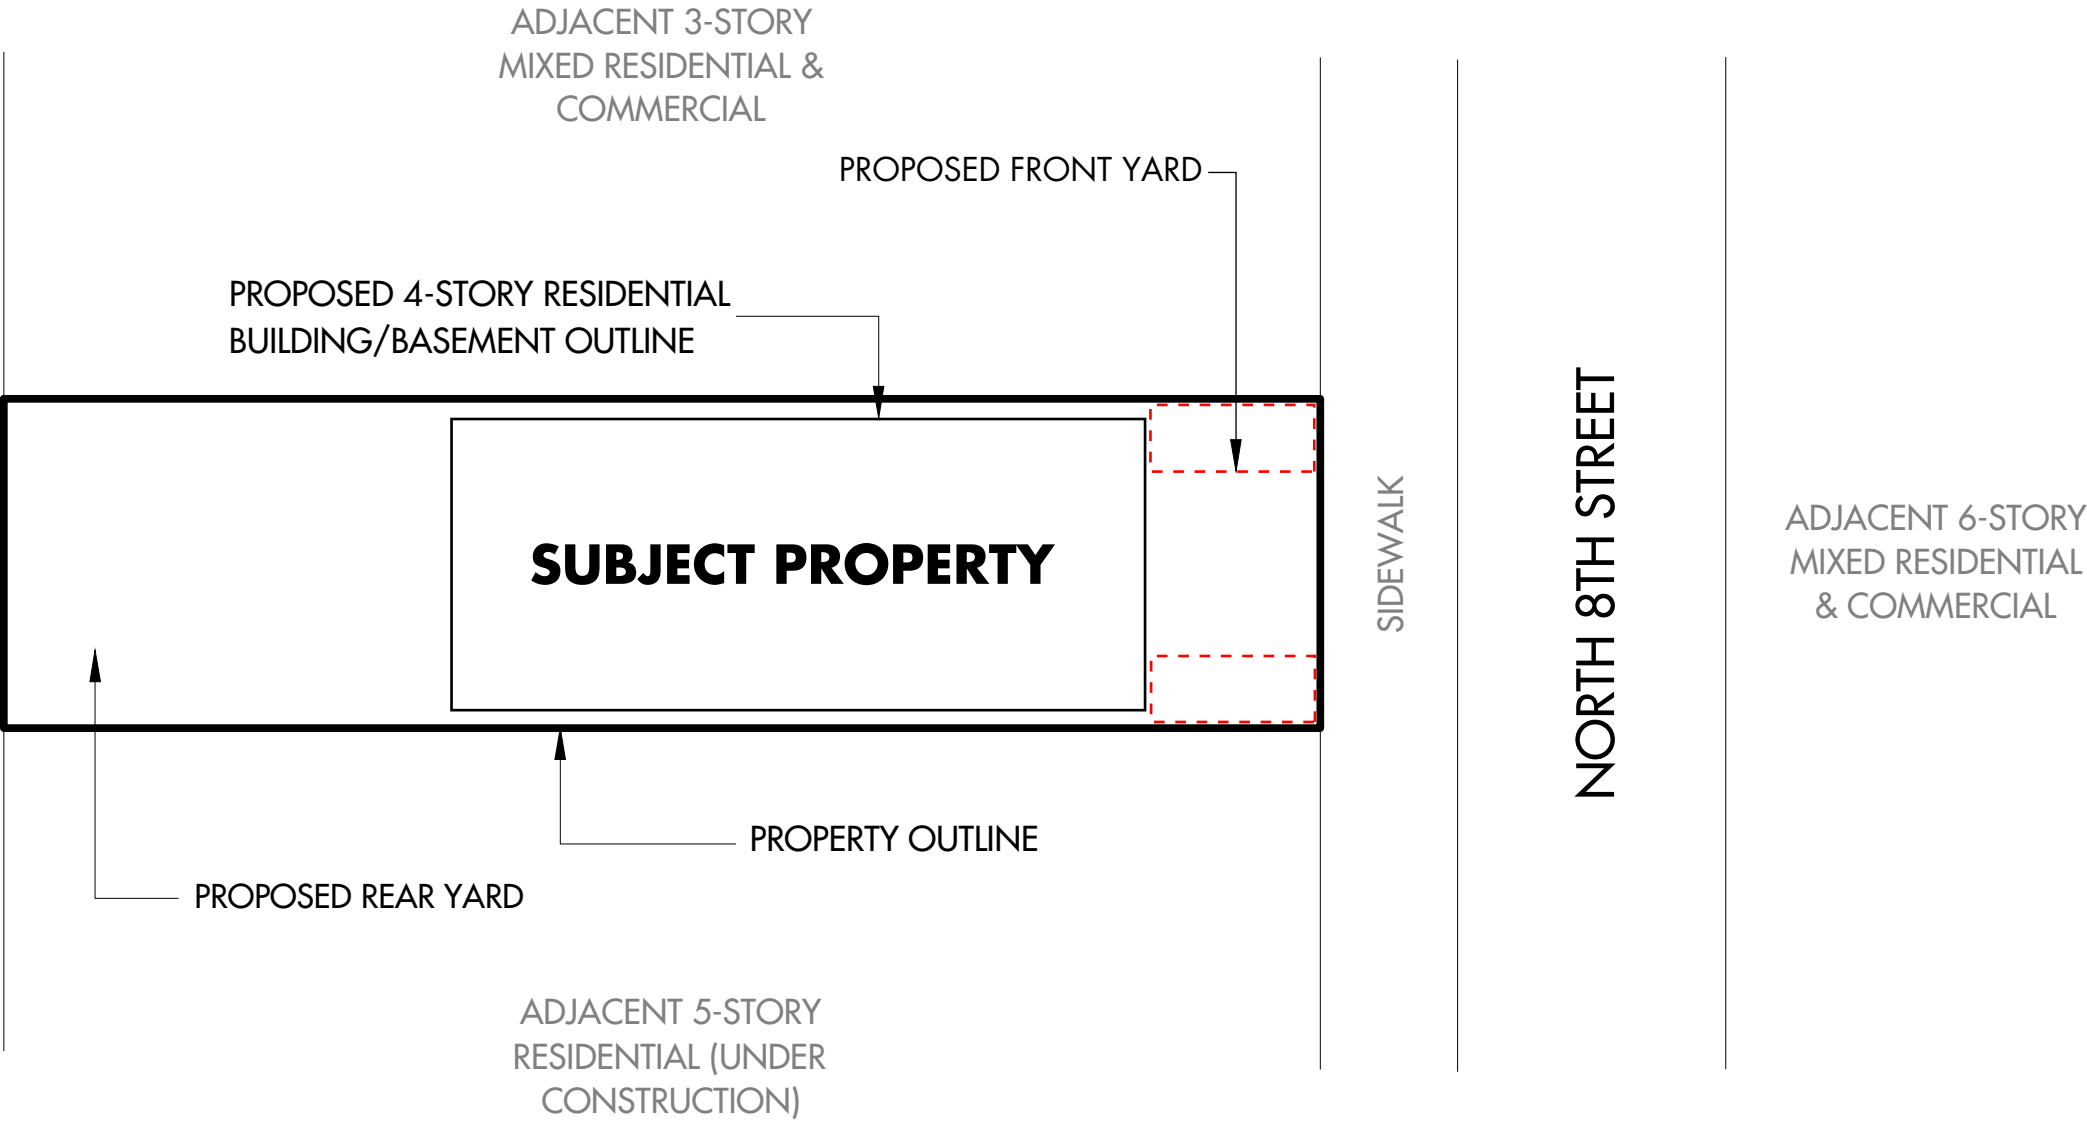 ADJACENT 3-STORY
MIXED RESIDENTIAL &
COMMERCIAL
PROPOSED FRONT YARD
PROPOSED 4-STORY RESIDENTIAL
BUILDING/BASEMENT OUTLINE
SUBJECT PROPERTY
SIDEWALK
NORTH 8TH STREET
ADJACENT 6-STORY
MIXED RESIDENTIAL
& COMMERCIAL
PROPERTY OUTLINE
PROPOSED REAR YARD
ADJACENT 5-STORY
RESIDENTIAL (UNDER
CONSTRUCTION)